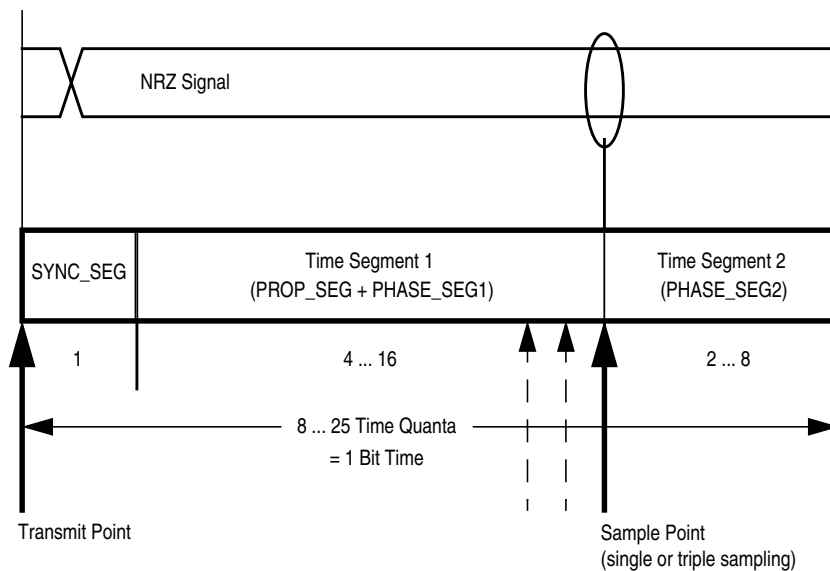 NRZ Signal
SYNC_SEG
Time Segment 1
(PROP_SEG + PHASE_SEG1)
Time Segment 2
(PHASE_SEG2)
1
4 ... 16
2 ... 8
8 ... 25 Time Quanta
= 1 Bit Time
Transmit Point
Sample Point
(single or triple sampling)